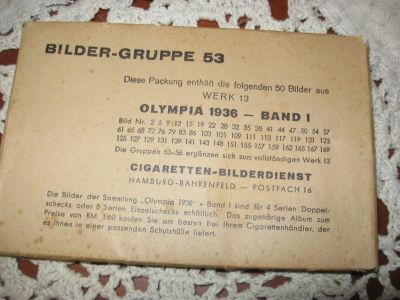 BILDER-GRUPPE 53
Diese Packung enthält die folgenden 50 Bilder aus
WERK 13
OLYMPIA 1936 — BAND I
Bild Nr. 2 5 9 12 15 19 22 28 32 35 38 41 44 47 50 54 57
61 65 68 72 76 79 83 86 89 103 105 109 113 115 117 119 121 123
125 127 129 131 139 141 143 145 148 151 155 158 162 165 167 169
Die Gruppen 53—56 ergänzen sich zum vollständigen Werk 13
CIGARETTEN-BILDERDIENST
HAMBURG-BAHRENFELD — POSTFACH 16
Die Bilder der Sammlung „Olympia 1936" - Band I sind für 4 Serien Doppel-
schecks oder 8 Serien Einzelschecks erhältlich. Das zugehörige Album zum
Preise von RM. 1,60 kaufen Sie am besten bei Ihrem Cigarettenhändler, der
es Ihnen in einer passenden Schutzhülle liefert.